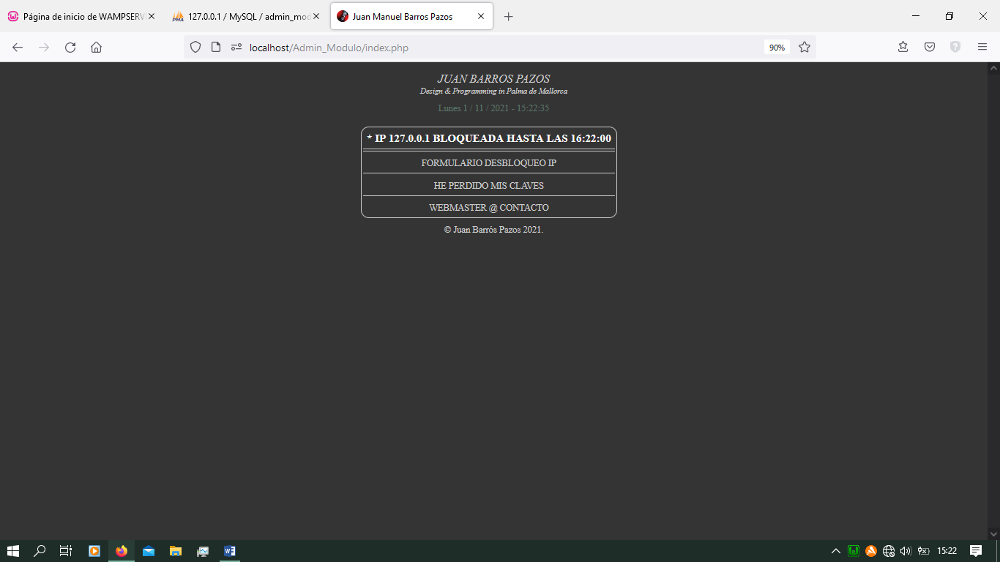 Página de inicio de WAMPSERV
127.0.0.1 / MySQL / admin_mod
Juan Manuel Barros Pazos
localhost/Admin_Modulo/index.php
90%
JUAN BARROS PAZOS
Design & Programming in Palma de Mallorca
Lunes 1 / 11 / 2021 - 15:22:35
* IP 127.0.0.1 BLOQUEADA HASTA LAS 16:22:00
FORMULARIO DESBLOQUEO IP
HE PERDIDO MIS CLAVES
WEBMASTER @ CONTACTO
© Juan Barrós Pazos 2021.
15:22